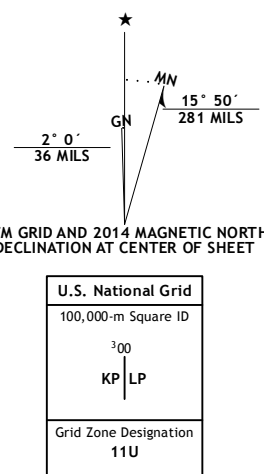 ★
MN
GN
15° 50´
281 MILS
2° 0´
36 MILS
M GRID AND 2014 MAGNETIC NORTH
DECLINATION AT CENTER OF SHEET
U.S. National Grid
100,000-m Square ID
³00
KP LP
Grid Zone Designation
11U